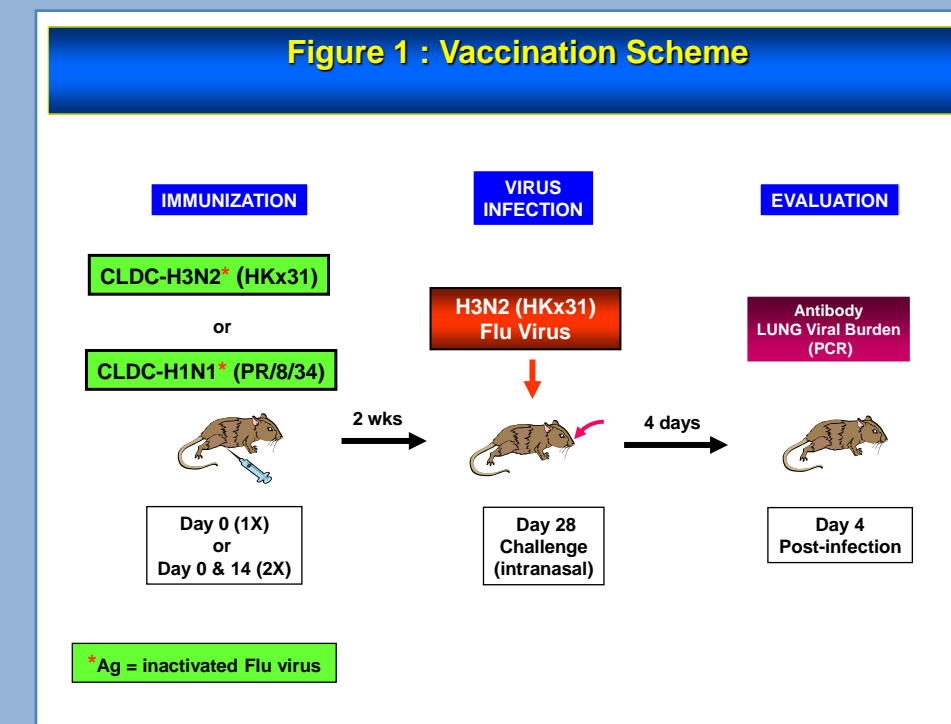 Figure 1 : Vaccination Scheme
IMMUNIZATION
VIRUS
INFECTION
EVALUATION
CLDC-H3N2* (HKx31)
or
CLDC-H1N1* (PR/8/34)
H3N2 (HKx31)
Flu Virus
Antibody
LUNG Viral Burden
(PCR)
2 wks
4 days
Day 0 (1X)
or
Day 0 & 14 (2X)
Day 28
Challenge
(intranasal)
Day 4
Post-infection
*Ag = inactivated Flu virus